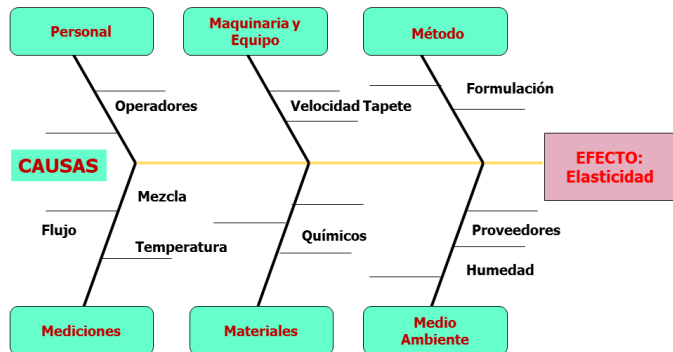 Personal
Maquinaria y
Equipo
Método
Operadores
Velocidad Tapete
Formulación
CAUSAS
EFECTO:
Elasticidad
Mezcla
Flujo
Temperatura
Químicos
Proveedores
Humedad
Mediciones
Materiales
Medio
Ambiente